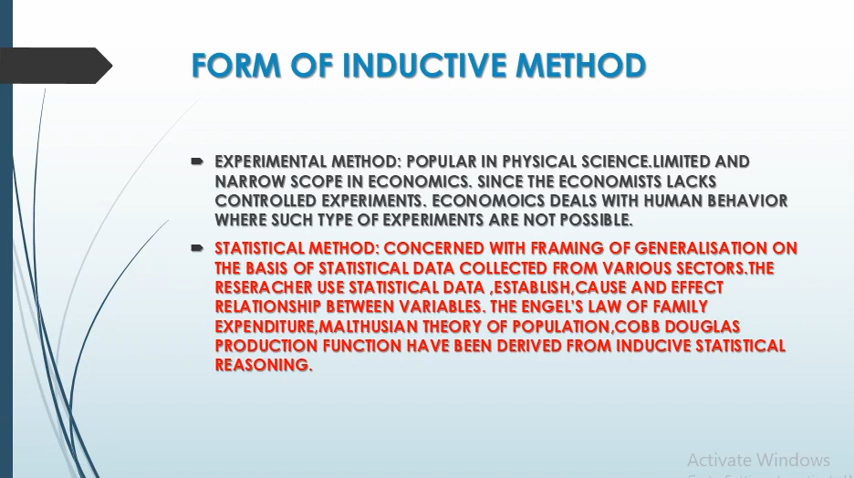 FORM OF INDUCTIVE METHOD
EXPERIMENTAL METHOD: POPULAR IN PHYSICAL SCIENCE.LIMITED AND
NARROW SCOPE IN ECONOMICS. SINCE THE ECONOMISTS LACKS
CONTROLLED EXPERIMENTS. ECONOMOICS DEALS WITH HUMAN BEHAVIOR
WHERE SUCH TYPE OF EXPERIMENTS ARE NOT POSSIBLE.
STATISTICAL METHOD: CONCERNED WITH FRAMING OF GENERALISATION ON
THE BASIS OF STATISTICAL DATA COLLECTED FROM VARIOUS SECTORS.THE
RESERACHER USE STATISTICAL DATA ,ESTABLISH,CAUSE AND EFFECT
RELATIONSHIP BETWEEN VARIABLES. THE ENGEL'S LAW OF FAMILY
EXPENDITURE,MALTHUSIAN THEORY OF POPULATION,COBB DOUGLAS
PRODUCTION FUNCTION HAVE BEEN DERIVED FROM INDUCIVE STATISTICAL
REASONING.
Activate Windows